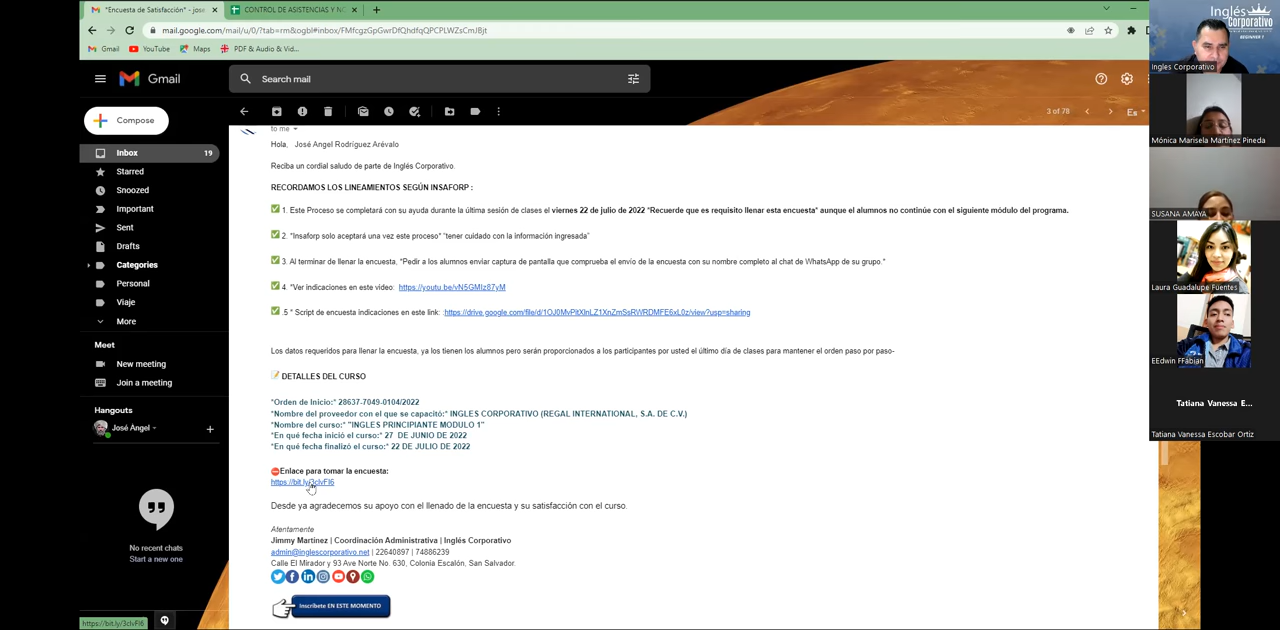 "Encuesta de Satisfacción" - jose
CONTROL DE ASISTENCIAS Y NO
mail.google.com/mail/u/0/?tab=rm&ogbl#inbox/FMfcgzGpGwrDfQhdfqQPCPLWZsCmJBjt
Gmail
YouTube
Maps
PDF & Audio & Vid...
Gmail
Search mail
Compose
3 of 78
Es
Inbox
19
Starred
Snoozed
Important
Sent
Drafts
Categories
Personal
Viaje
More
Meet
New meeting
Join a meeting
Hangouts
José Ángel
No recent chats
Start a new one
https://bit.ly/3clvFI6
to me
Hola, José Angel Rodríguez Arévalo
Reciba un cordial saludo de parte de Inglés Corporativo.
RECORDAMOS LOS LINEAMIENTOS SEGÚN INSAFORP :
1. Este Proceso se completará con su ayuda durante la última sesión de clases el viernes 22 de julio de 2022 "Recuerde que es requisito llenar esta encuesta" aunque el alumnos no continúe con el siguiente módulo del programa.
2. "Insaforp solo aceptará una vez este proceso" "tener cuidado con la información ingresada"
3. Al terminar de llenar la encuesta, "Pedir a los alumnos enviar captura de pantalla que comprueba el envío de la encuesta con su nombre completo al chat de WhatsApp de su grupo."
4. "Ver indicaciones en este video: https://youtu.be/vN5GMIz87yM
.5 * Script de encuesta indicaciones en este link: :https://drive.google.com/file/d/1OJ0MvPitXlnLZ1XnZmSsRWRDMFE6xL0z/view?usp=sharing
Los datos requeridos para llenar la encuesta, ya los tienen los alumnos pero serán proporcionados a los participantes por usted el último día de clases para mantener el orden paso por paso-
DETALLES DEL CURSO
*Orden de Inicio:* 28637-7049-0104/2022
*Nombre del proveedor con el que se capacitó:* INGLES CORPORATIVO (REGAL INTERNATIONAL, S.A. DE C.V.)
*Nombre del curso:* "INGLES PRINCIPIANTE MODULO 1"
*En qué fecha inició el curso:* 27 DE JUNIO DE 2022
*En qué fecha finalizó el curso:* 22 DE JULIO DE 2022
Enlace para tomar la encuesta:
https://bit.ly/3clvFI6
Desde ya agradecemos su apoyo con el llenado de la encuesta y su satisfacción con el curso.
Atentamente
Jimmy Martínez | Coordinación Administrativa | Inglés Corporativo
admin@inglescorporativo.net | 22640897 | 74886239
Calle El Mirador y 93 Ave Norte No. 630, Colonia Escalón, San Salvador.
Inscríbete EN ESTE MOMENTO
Inglés
Corporativo
BEGINNER 1
Ingles Corporativo
Mónica Marisela Martínez Pineda
SUSANA AMAYA
Laura Guadalupe Fuentes
EEdwin FFabian
Tatiana Vanessa E...
Tatiana Vanessa Escobar Ortiz